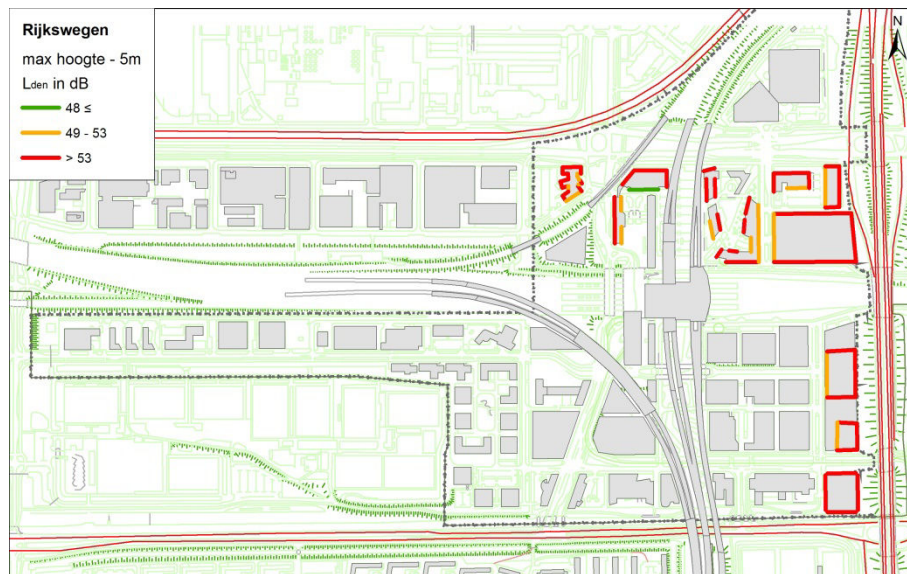 Rijkswegen
max hoogte - 5m
Lden in dB
48 ≤
49 - 53
> 53
N